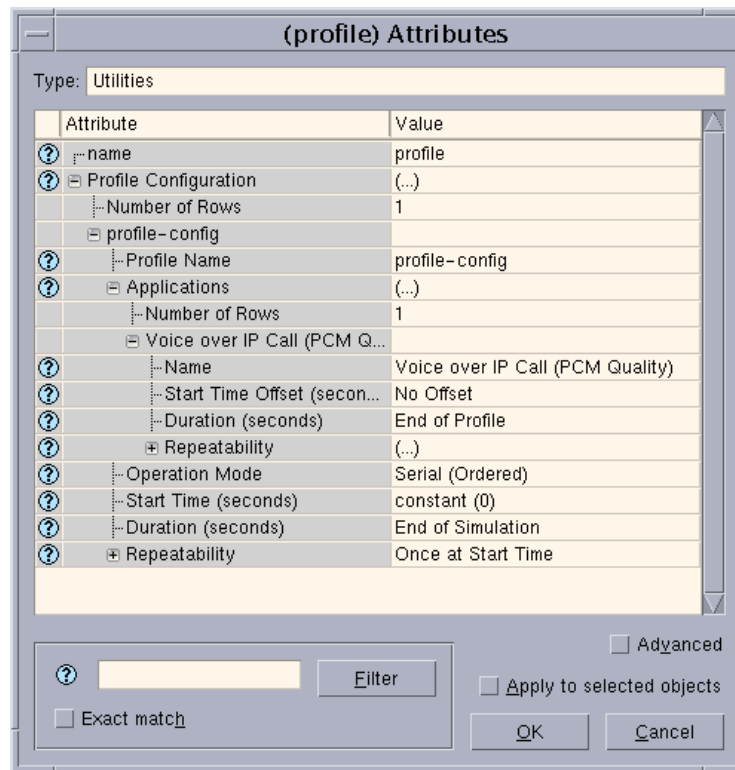 (profile) Attributes
Type: Utilities
Attribute Value
? name profile
? Profile Configuration (...)
Number of Rows 1
profile-config
? Profile Name profile-config
? Applications (...)
Number of Rows 1
Voice over IP Call (PCM Q...
? Name Voice over IP Call (PCM Quality)
? Start Time Offset (secon... No Offset
? Duration (seconds) End of Profile
? Repeatability (...)
? Operation Mode Serial (Ordered)
? Start Time (seconds) constant (0)
? Duration (seconds) End of Simulation
? Repeatability Once at Start Time
Advanced
? Filter
Apply to selected objects
Exact match
OK Cancel